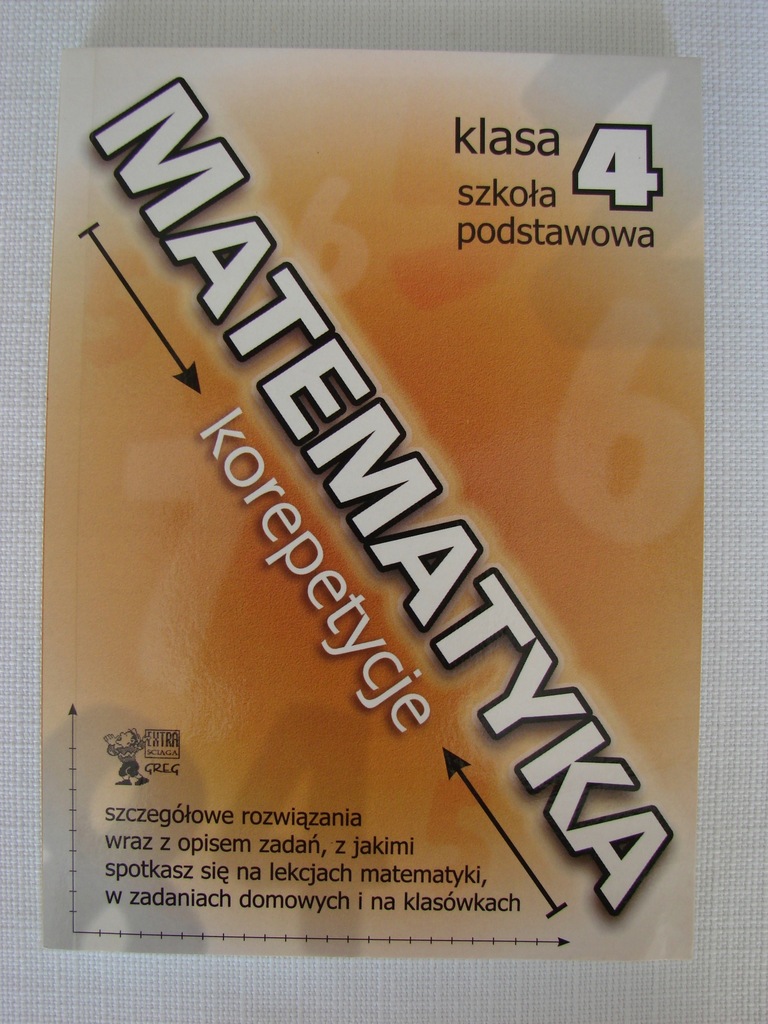 klasa 4
szkoła
podstawowa
MATEMATYKA
korepetycje
EXTRA
ŚCIĄGA
GREG
szczegółowe rozwiązania
wraz z opisem zadań, z jakimi
spotkasz się na lekcjach matematyki,
w zadaniach domowych i na klasówkach